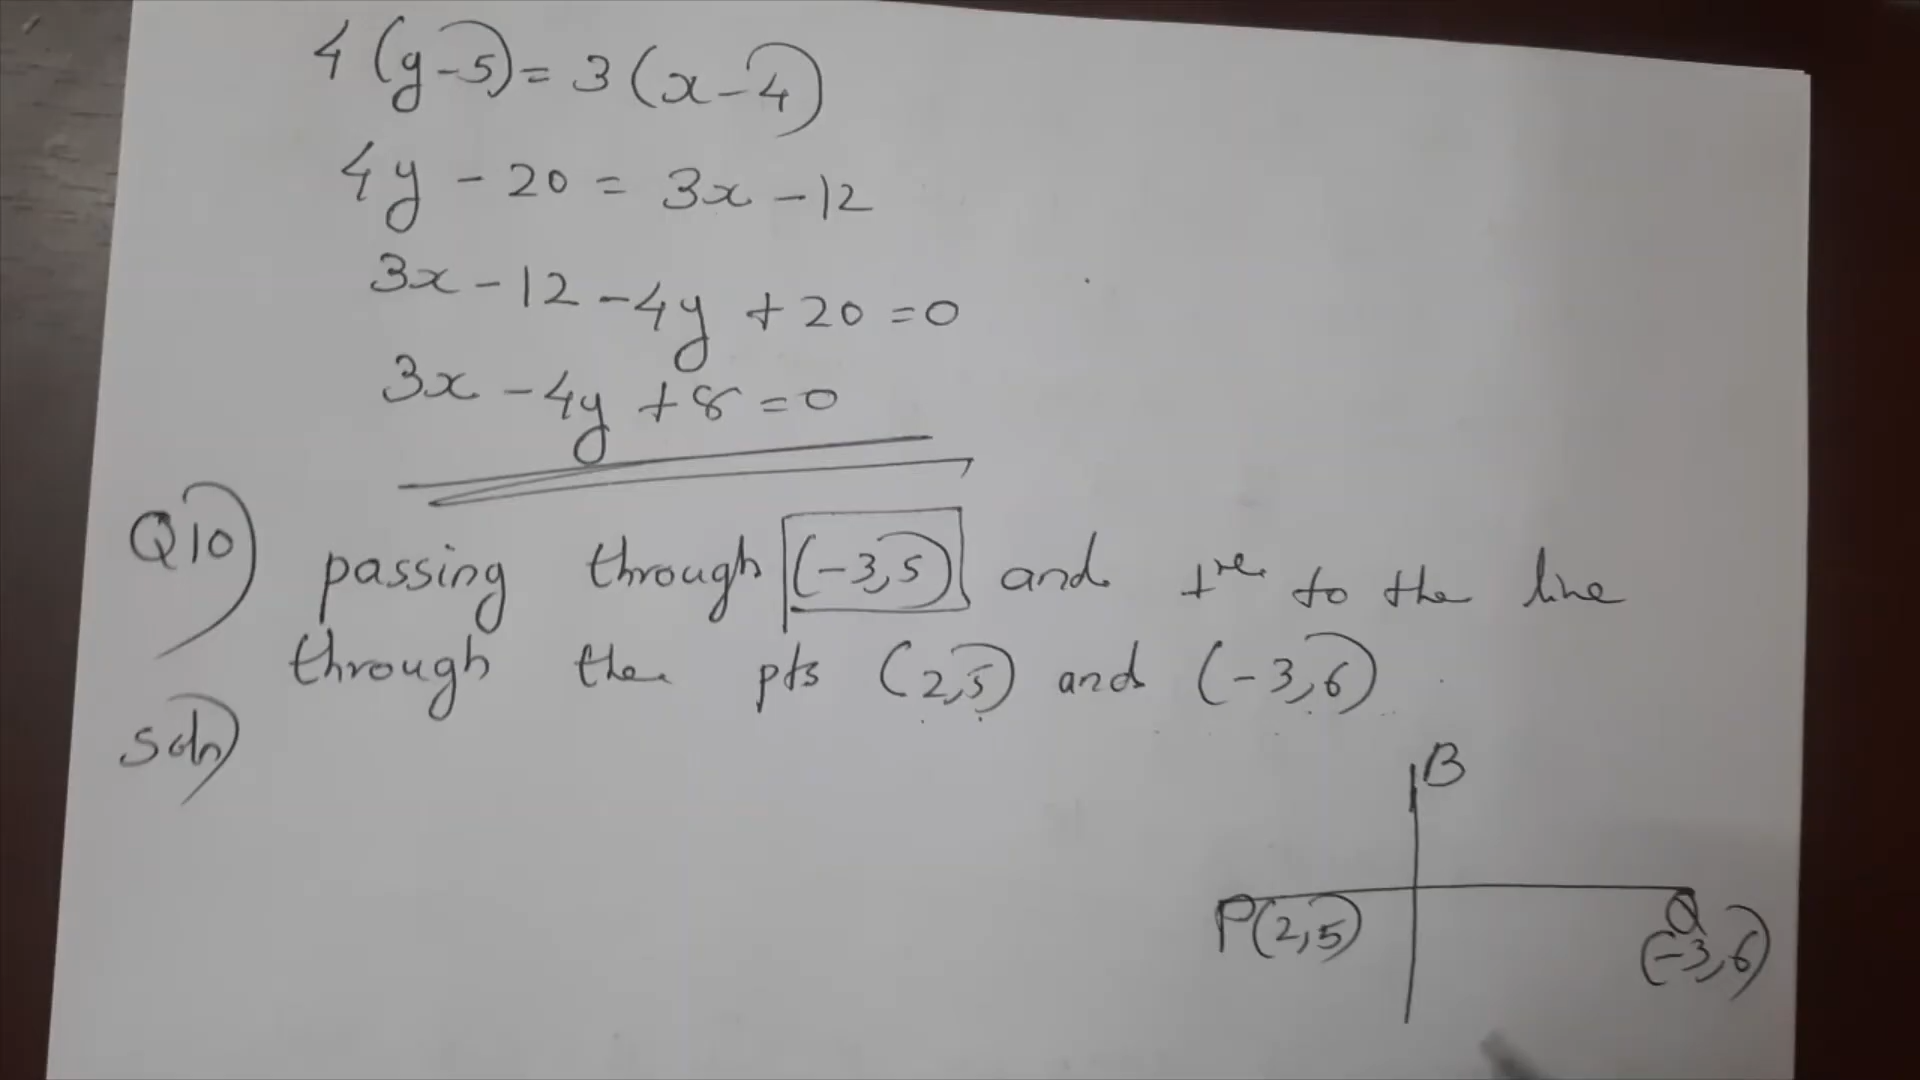 4(y-5) = 3(x-4)
4y - 20 = 3x - 12
3x - 12 - 4y + 20 = 0
3x - 4y + 8 = 0
Q10) passing through (-3,5) and ⊥re to the line
through the pts (2,5) and (-3,6)
Soln)
B
P(2,5) Q
(-3,6)